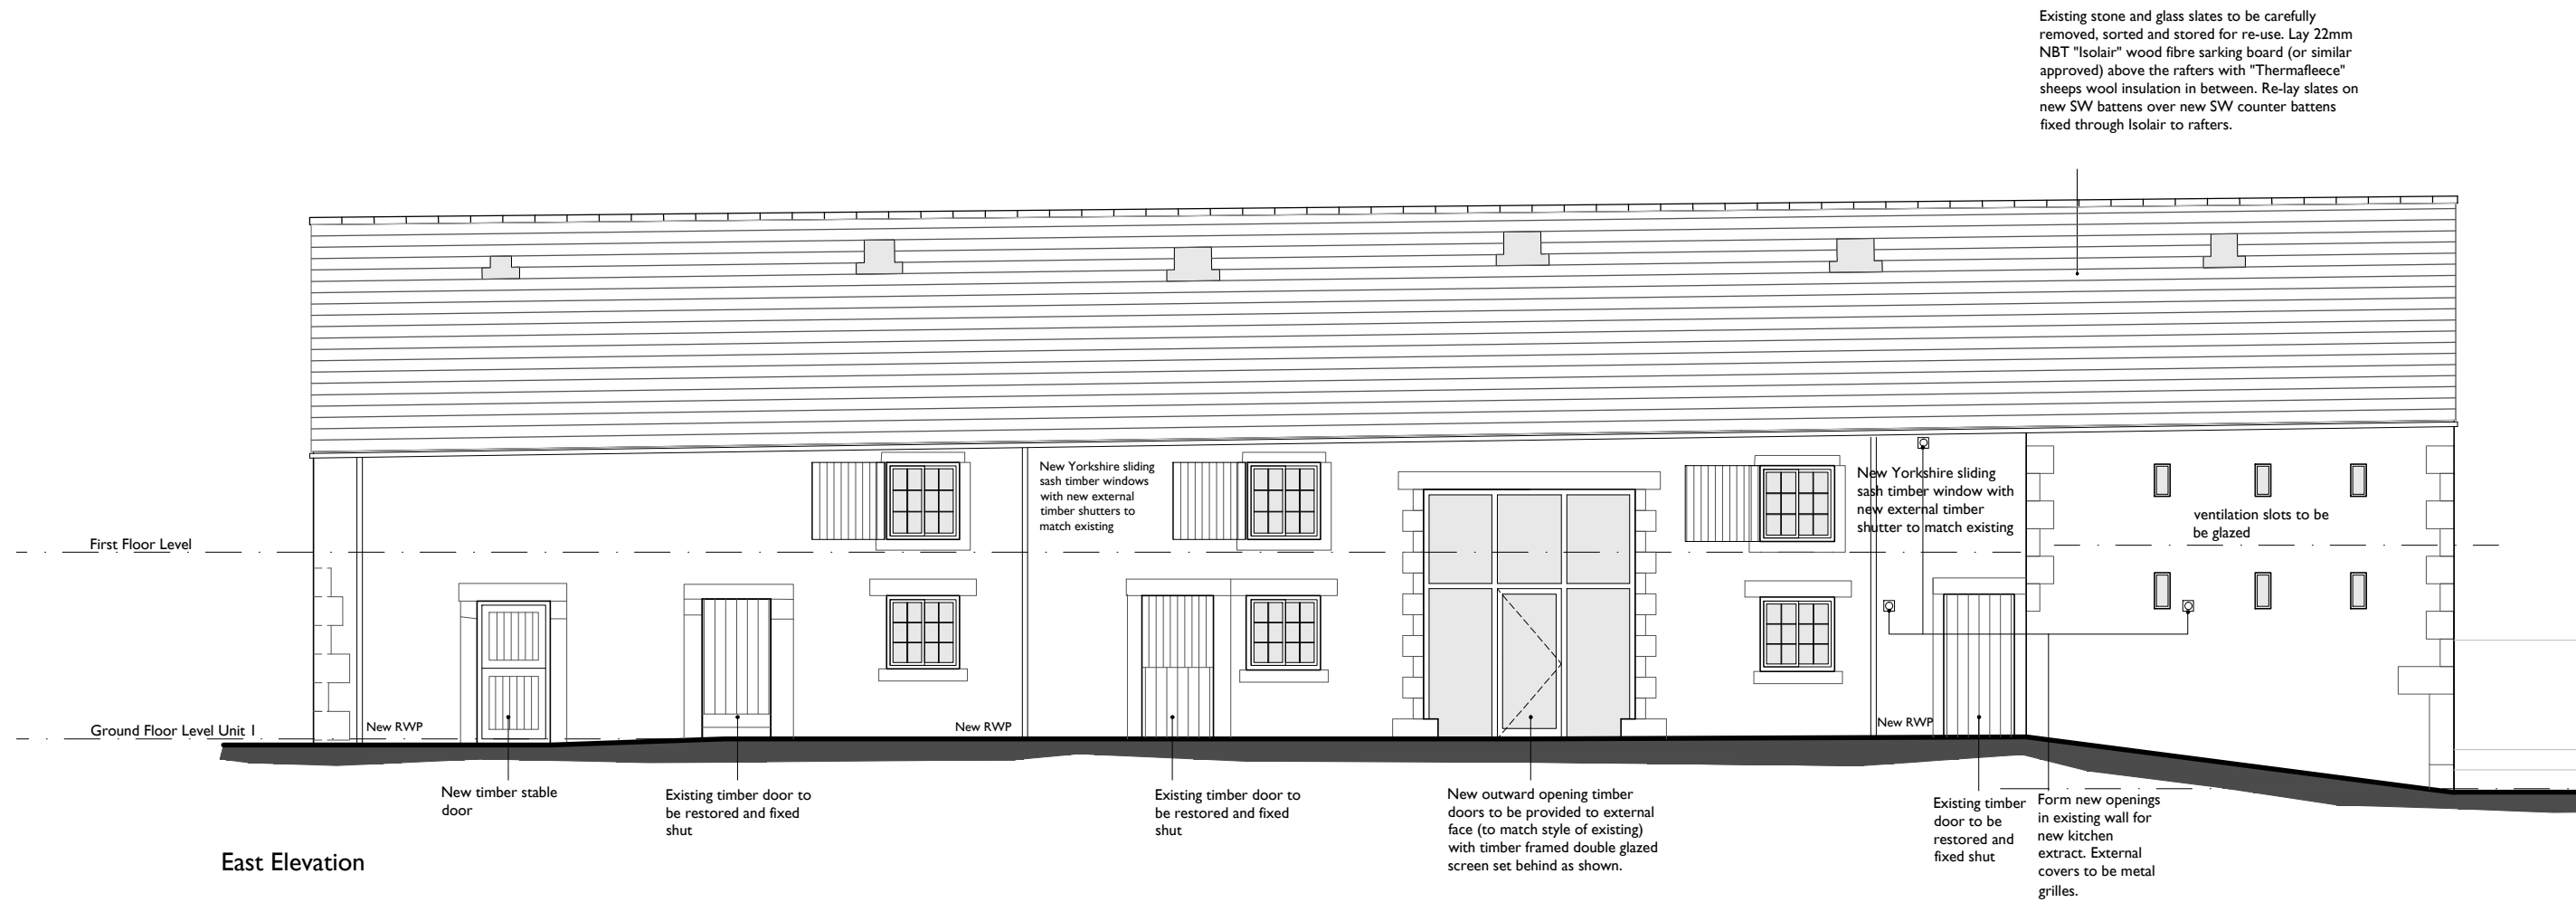 Existing stone and glass slates to be carefully
removed, sorted and stored for re-use. Lay 22mm
NBT "Isolair" wood fibre sarking board (or similar
approved) above the rafters with "Thermafleece"
sheeps wool insulation in between. Re-lay slates on
new SW battens over new SW counter battens
fixed through Isolair to rafters.
New Yorkshire sliding
sash timber windows
with new external
timber shutters to
match existing
New Yorkshire sliding
sash timber window with
new external timber
shutter to match existing
ventilation slots to be
be glazed
First Floor Level
Ground Floor Level Unit 1
New RWP
New RWP
New RWP
New timber stable
door
Existing timber door to
be restored and fixed
shut
Existing timber door to
be restored and fixed
shut
New outward opening timber
doors to be provided to external
face (to match style of existing)
with timber framed double glazed
screen set behind as shown.
Existing timber
door to be
restored and
fixed shut
Form new openings
in existing wall for
new kitchen
extract. External
covers to be metal
grilles.
East Elevation